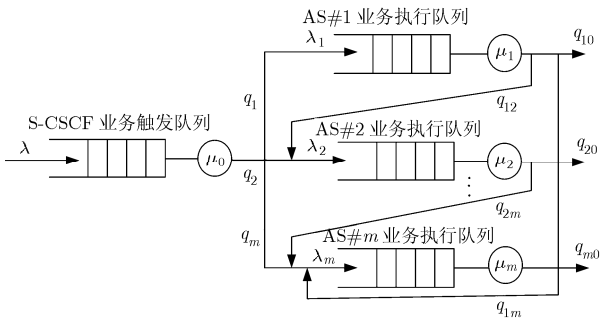 AS#1 业务执行队列
q₁₀
λ₁
μ₁
q₁
q₁₂
S-CSCF 业务触发队列
AS#2 业务执行队列
λ
μ₀
λ₂
μ₂
q₂₀
q₂
⋮
q₂ₘ
AS#m 业务执行队列
qₘ
λₘ
μₘ
qₘ₀
q₁ₘ